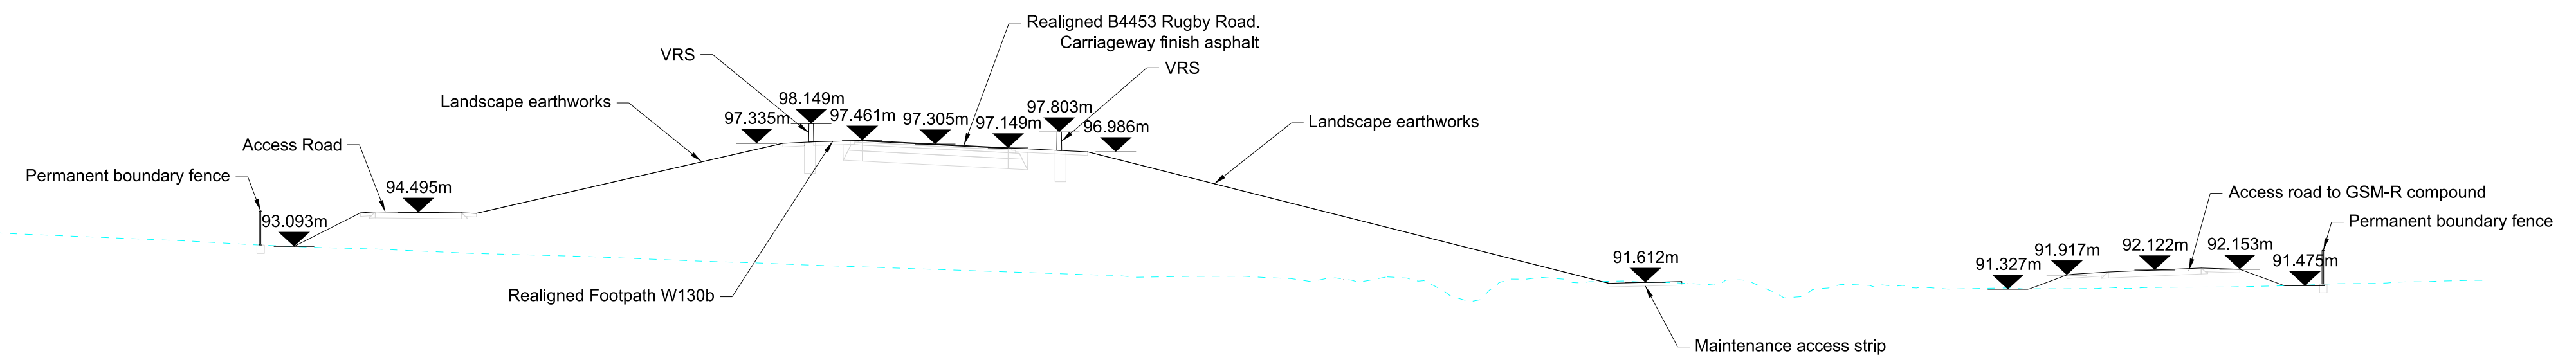 Realigned B4453 Rugby Road.
Carriageway finish asphalt
VRS
VRS
Landscape earthworks
98.149m
97.803m
97.335m
97.461m
97.305m
97.149m
96.986m
Landscape earthworks
Access Road
Permanent boundary fence
94.495m
93.093m
Access road to GSM-R compound
Permanent boundary fence
91.612m
91.327m
91.917m
92.122m
92.153m
91.475m
Realigned Footpath W130b
Maintenance access strip